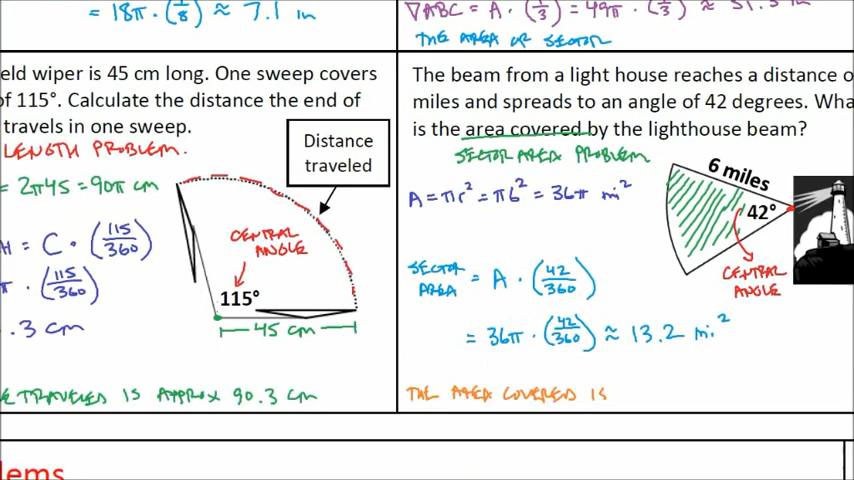 = 18π · (1/8) ≈ 7.1 in
▽ABC = A · (1/3) = 49π · (1/3) ≈ 51.3 in
THE AREA OF SECTOR
eld wiper is 45 cm long. One sweep covers
of 115°. Calculate the distance the end of
travels in one sweep.
LENGTH PROBLEM.
Distance
traveled
= 2π45 = 90π cm
H = C · (115/360)
CENTRAL
ANGLE
π · (115/360)
115°
.3 cm
45 cm
E TRAVELED IS APPROX 90.3 cm
The beam from a light house reaches a distance o
miles and spreads to an angle of 42 degrees. Wha
is the area covered by the lighthouse beam?
SECTOR AREA PROBLEM
6 miles
A = πr² = π6² = 36π mi²
42°
SECTOR
AREA = A · (42/360)
CENTRAL
ANGLE
= 36π · (42/360) ≈ 13.2 mi²
THE AREA COVERED IS
lems